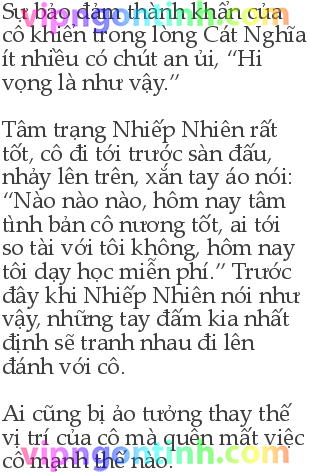 Sự bảo đảm thành khẩn của
cô khiến trong lòng Cát Nghĩa
ít nhiều có chút an ủi, “Hi
vọng là như vậy.”
Tâm trạng Nhiếp Nhiên rất
tốt, cô đi tới trước sàn đấu,
nhảy lên trên, xắn tay áo nói:
“Nào nào nào, hôm nay tâm
tình bản cô nương tốt, ai tới
so tài với tôi không, hôm nay
tôi dạy học miễn phí.” Trước
đây khi Nhiếp Nhiên nói như
vậy, những tay đấm kia nhất
định sẽ tranh nhau đi lên
đánh với cô.
Ai cũng bị ảo tưởng thay thế
vị trí của cô mà quên mất việc
cô mạnh thế nào.
vipngontinh.com
vipngontinh.com